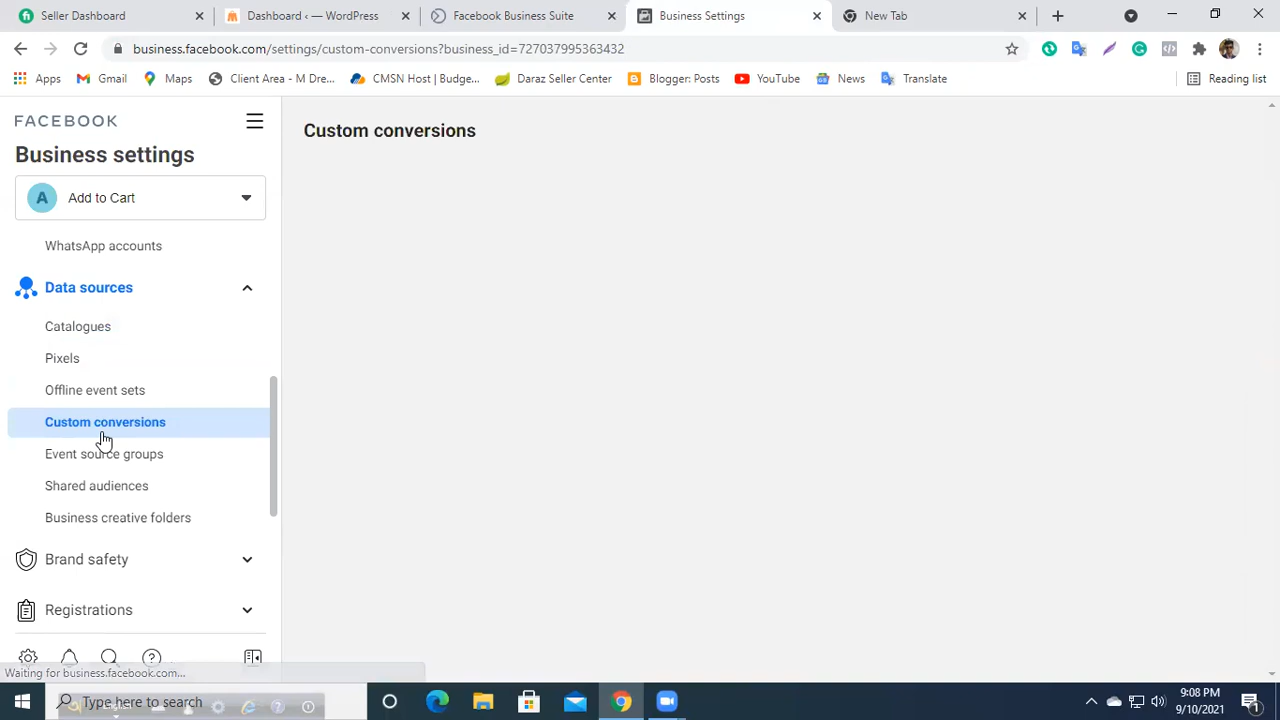 Seller Dashboard
Dashboard ‹ — WordPress
Facebook Business Suite
Business Settings
New Tab
business.facebook.com/settings/custom-conversions?business_id=727037995363432
Apps
Gmail
Maps
Client Area - M Dre...
CMSN Host | Budge...
Daraz Seller Center
Blogger: Posts
YouTube
News
Translate
Reading list
FACEBOOK
Business settings
A Add to Cart
WhatsApp accounts
Data sources
Catalogues
Pixels
Offline event sets
Custom conversions
Event source groups
Shared audiences
Business creative folders
Brand safety
Registrations
Waiting for business.facebook.com...
Custom conversions
Type here to search
9:08 PM
9/10/2021
1